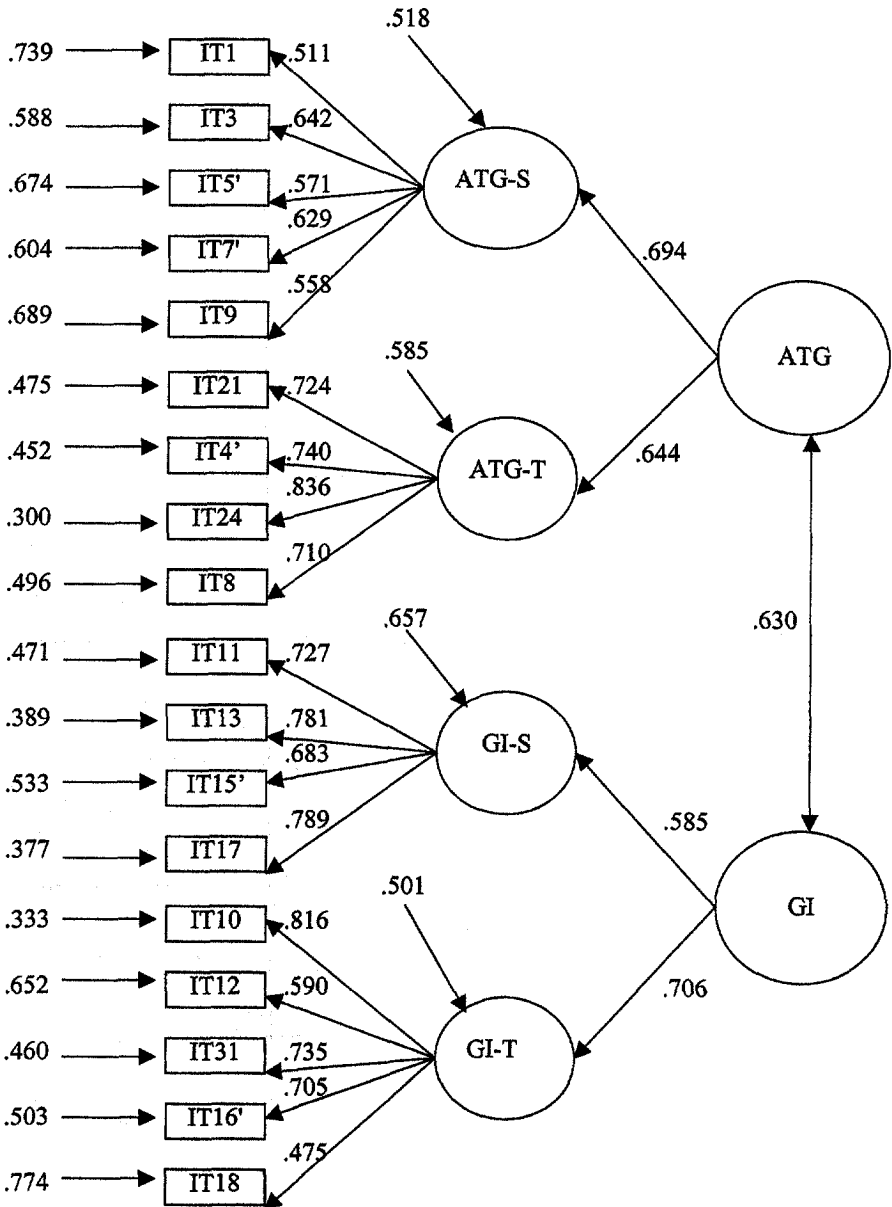 .518
.739 IT1 .511
.588 IT3 .642
.674 IT5' .571 ATG-S
.629
.604 IT7'
.694
.558
.689 IT9
ATG
.585
.475 IT21 .724
.452 IT4’ .740
.644
.836 ATG-T
.300 IT24
.710
.496 IT8
.657 .630
.471 IT11 .727
.389 IT13 .781
.683 GI-S
.533 IT15’
.789 .585
.377 IT17
.501
GI
.333 IT10 .816
.652 IT12 .590 .706
.460 IT31 .735 GI-T
.705
.503 IT16'
.475
.774 IT18